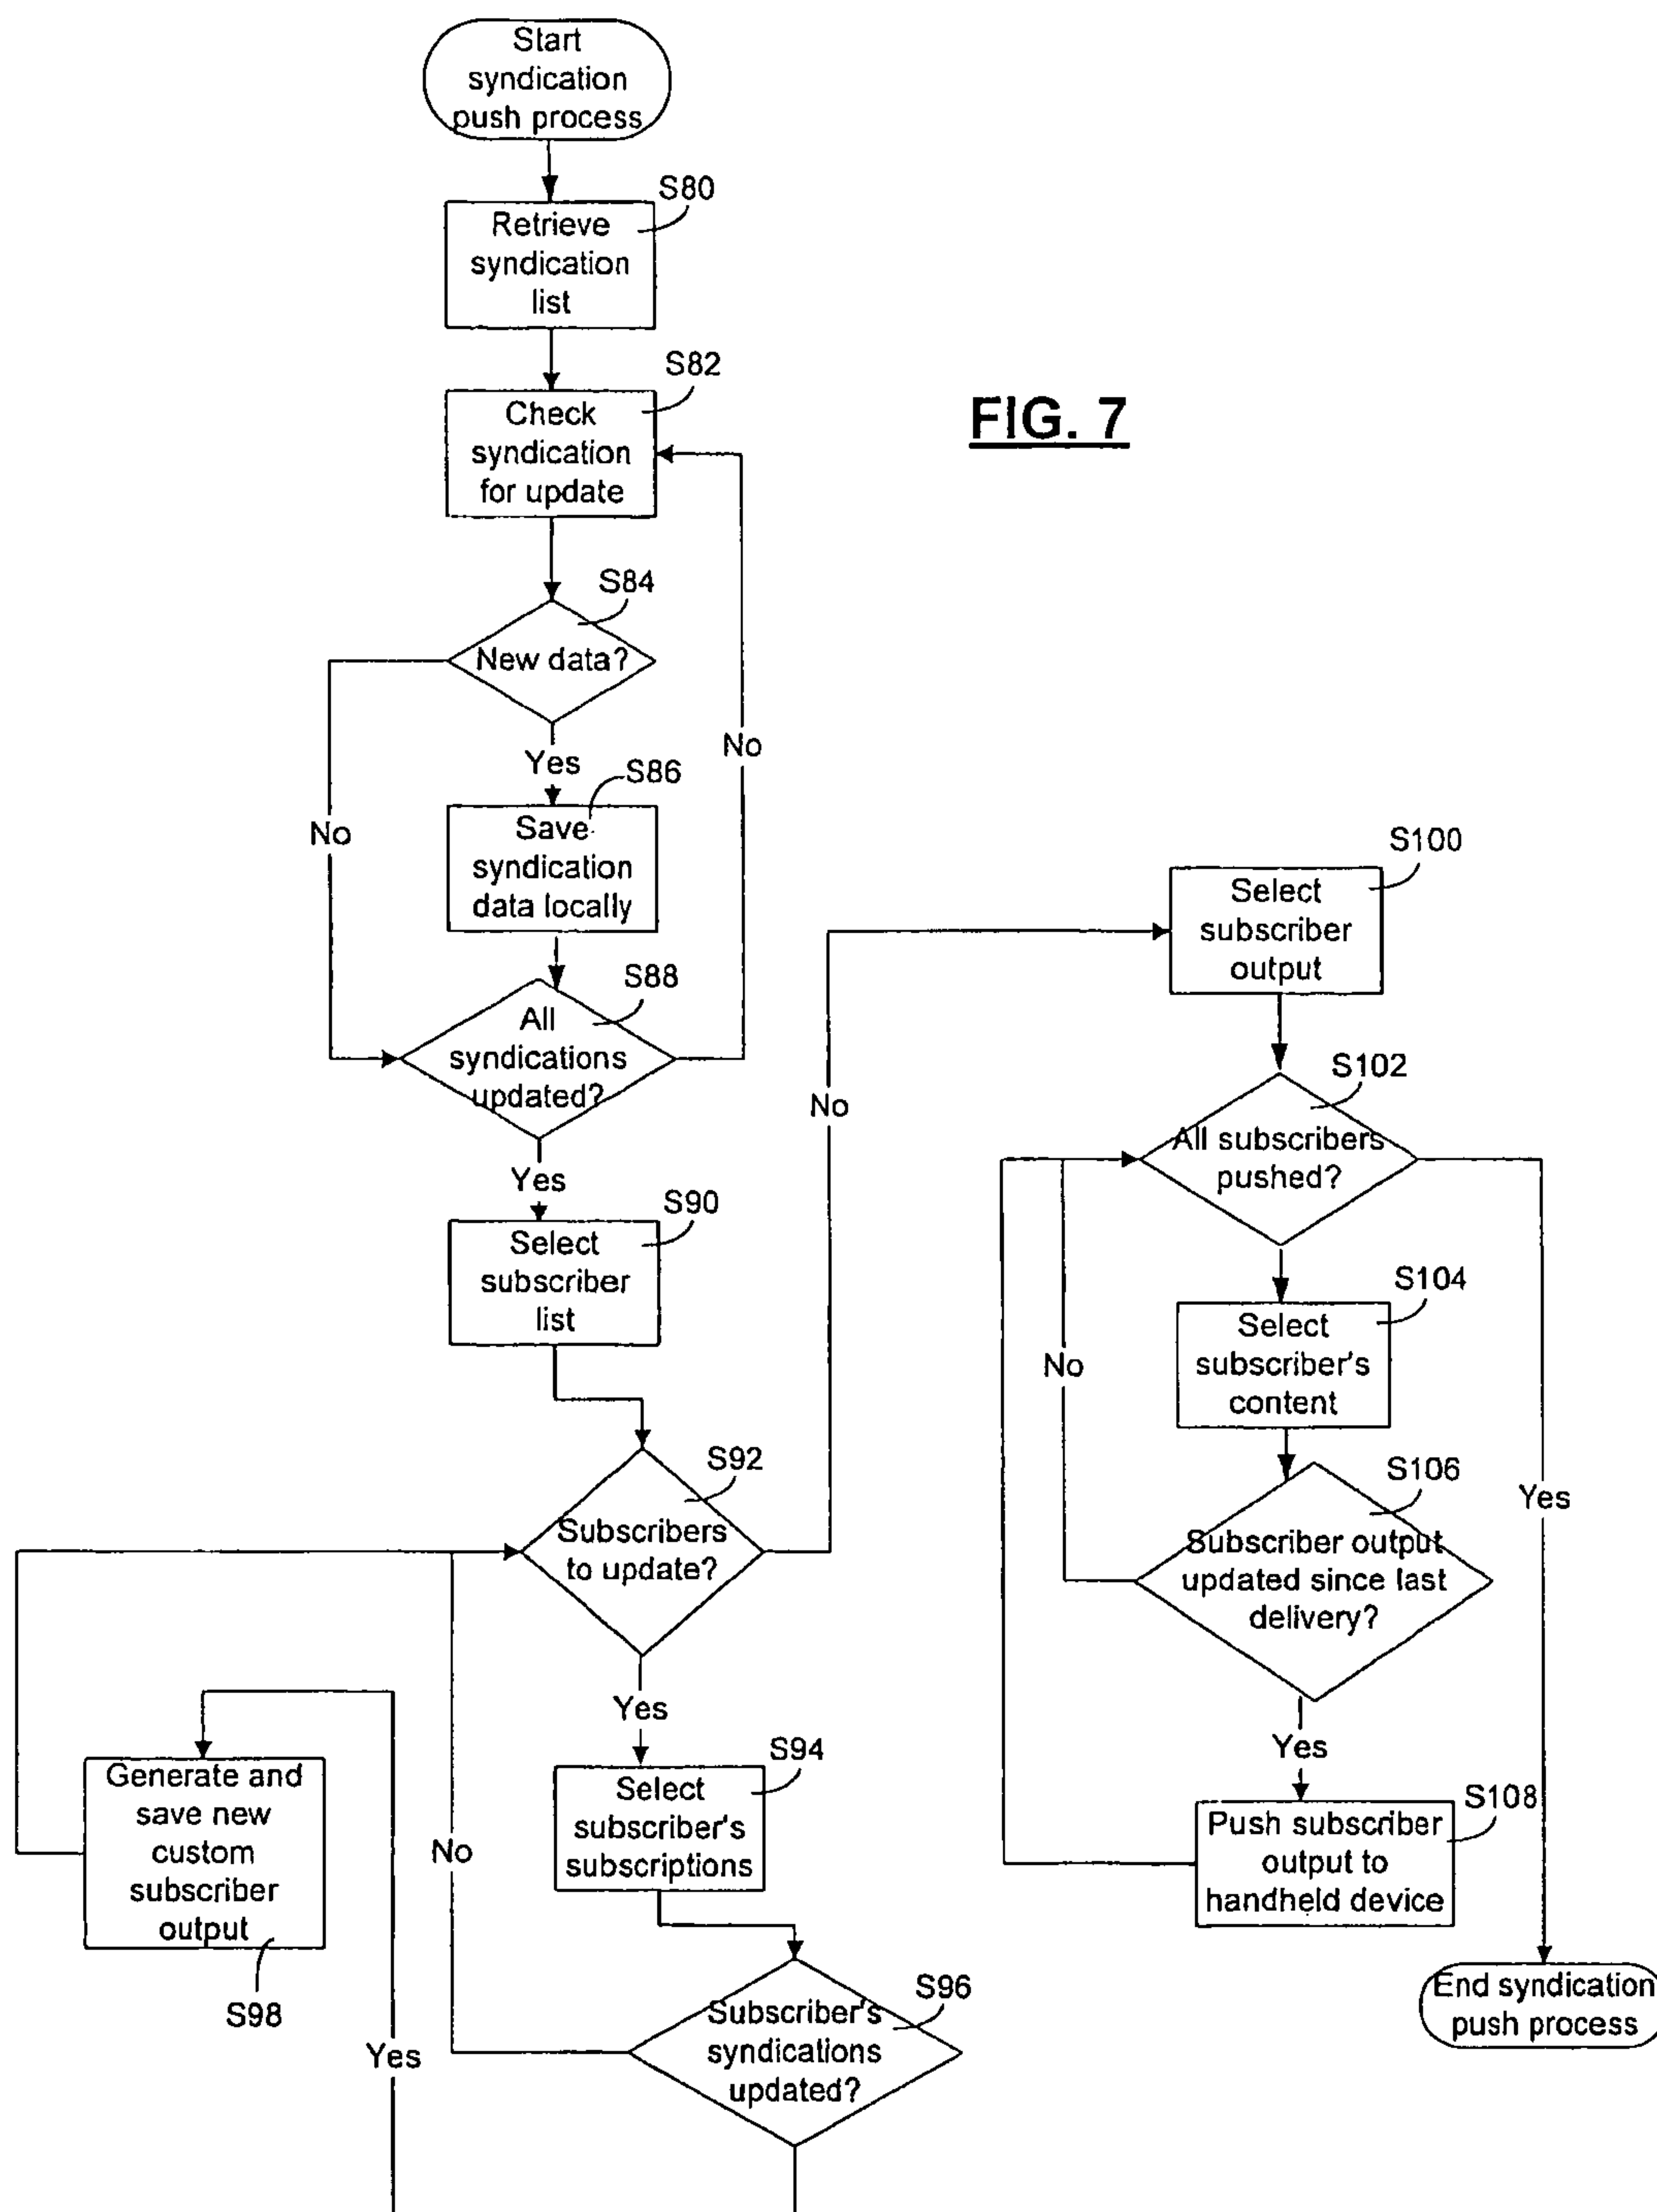 Start
syndication
push process
S80
Retrieve
syndication
list
S82
Check
syndication
for update
FIG. 7
S84
New data?
No
Yes
No
S86
Save
syndication
data locally
S88
All
syndications
updated?
Yes
S90
Select
subscriber
list
S92
Subscribers
to update?
No
Yes
S94
Select
subscriber's
subscriptions
No
S96
Subscriber's
syndications
updated?
Yes
Generate and
save new
custom
subscriber
output
S98
S100
Select
subscriber
output
S102
All subscribers
pushed?
S104
Select
subscriber's
content
No
S106
Subscriber output
updated since last
delivery?
Yes
Yes
S108
Push subscriber
output to
handheld device
End syndication
push process